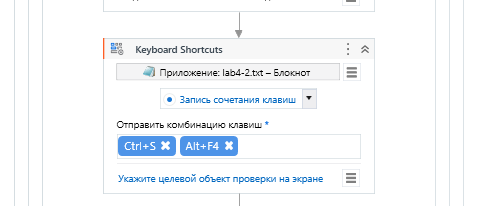 Keyboard Shortcuts
Приложение: lab4-2.txt – Блокнот
Запись сочетания клавиш
Отправить комбинацию клавиш *
Ctrl+S Alt+F4
Укажите целевой объект проверки на экране